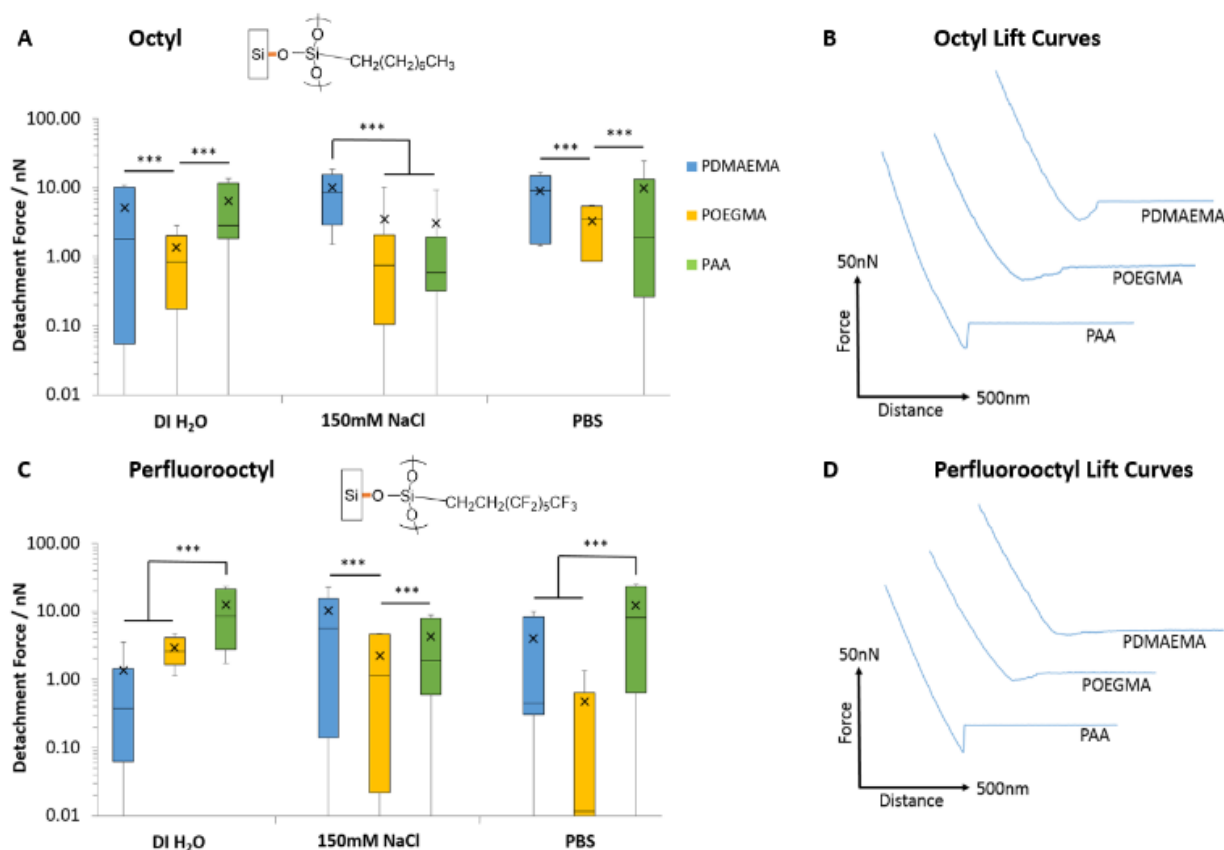 A Octyl
Si O Si O O CH2(CH2)6CH3
*** *** *** *** ***
100.00
10.00
1.00
0.10
0.01
Detachment Force / nN
DI H2O 150mM NaCl PBS
PDMAEMA
POEGMA
PAA
B Octyl Lift Curves
PDMAEMA
POEGMA
PAA
50nN
Force
Distance
500nm
C Perfluorooctyl
Si O Si O O CH2CH2(CF2)5CF3
*** *** *** ***
100.00
10.00
1.00
0.10
0.01
Detachment Force / nN
DI H2O 150mM NaCl PBS
D Perfluorooctyl Lift Curves
PDMAEMA
POEGMA
PAA
50nN
Force
Distance
500nm